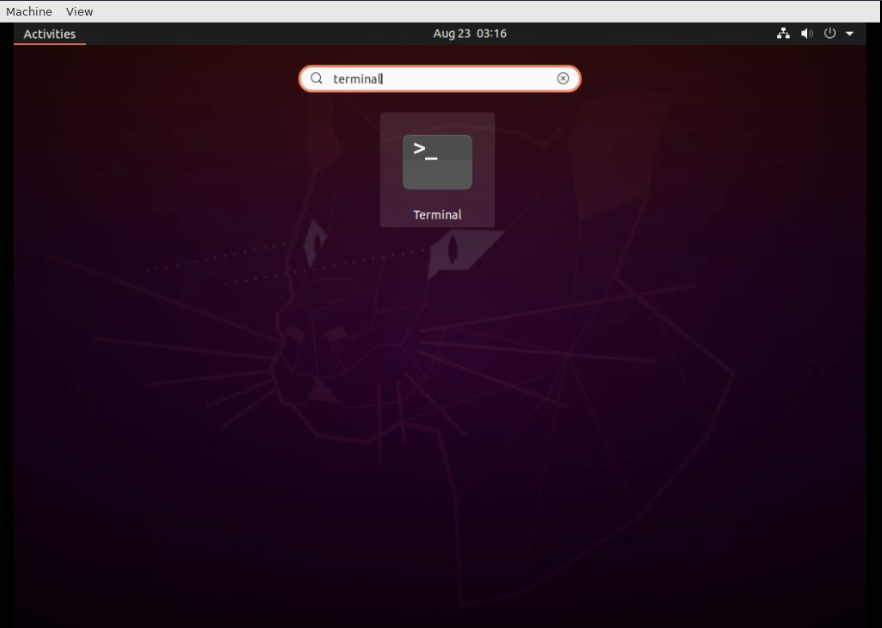 Machine View
Activities Aug 23 03:16
terminal
>_
Terminal